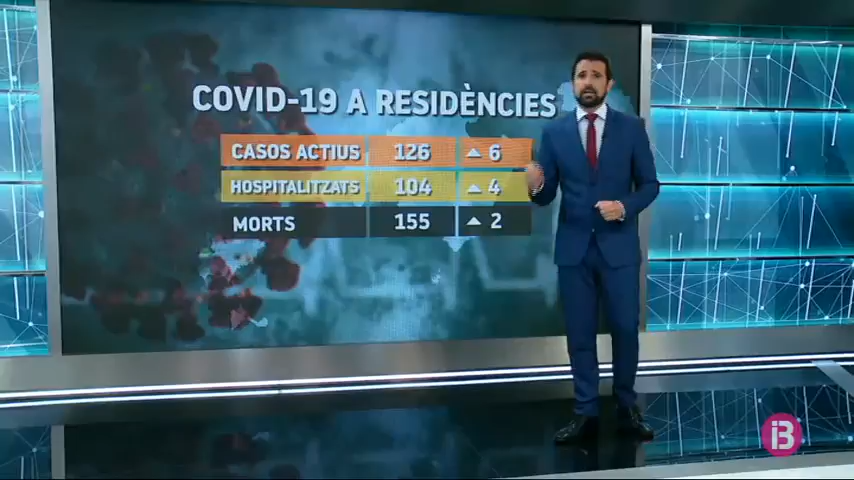 COVID-19 A RESIDÈNCIES
CASOS ACTIUS 126 6
HOSPITALITZATS 104 4
MORTS 155 2
IB